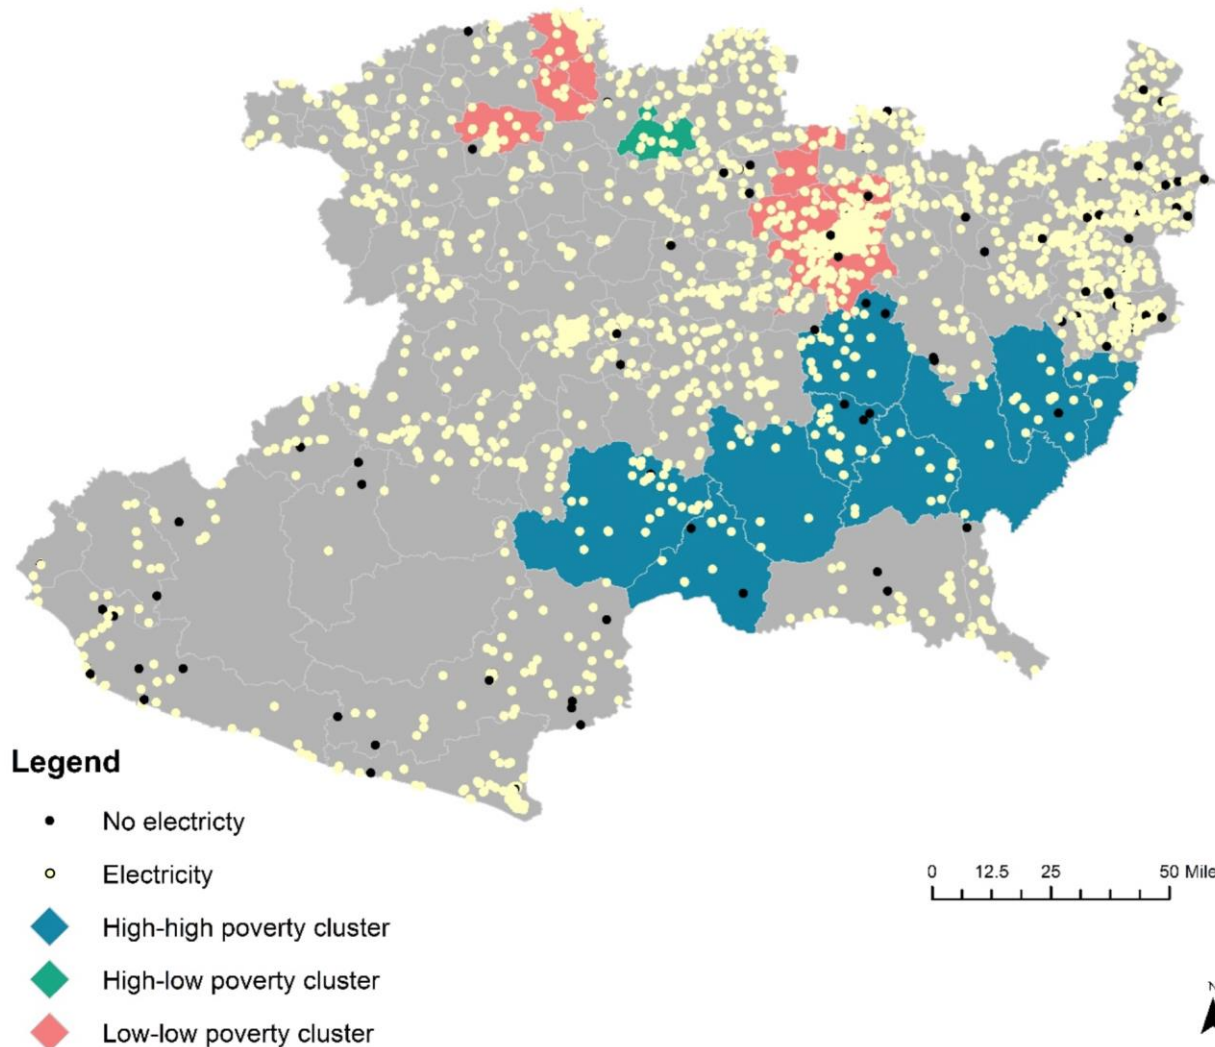 Legend
No electricty
Electricity
High-high poverty cluster
High-low poverty cluster
Low-low poverty cluster
0 12.5 25 50 Mile
N